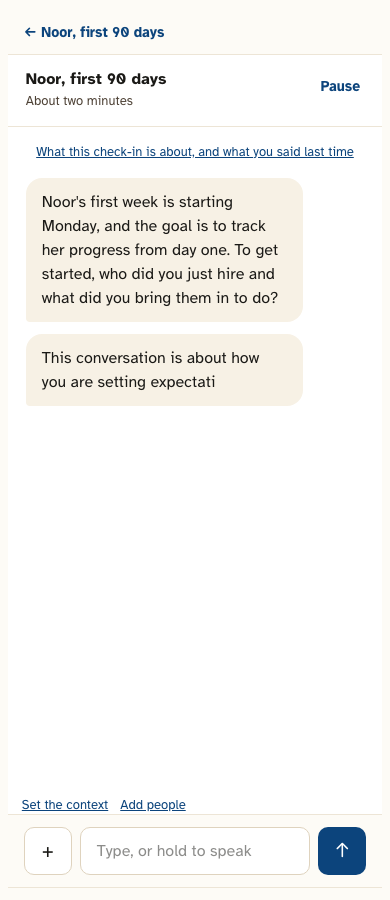 ← Noor, first 90 days
Noor, first 90 days
About two minutes
Pause
What this check-in is about, and what you said last time
Noor's first week is starting
Monday, and the goal is to track
her progress from day one. To get
started, who did you just hire and
what did you bring them in to do?
This conversation is about how
you are setting expectati
Set the context
Add people
+
Type, or hold to speak
↑